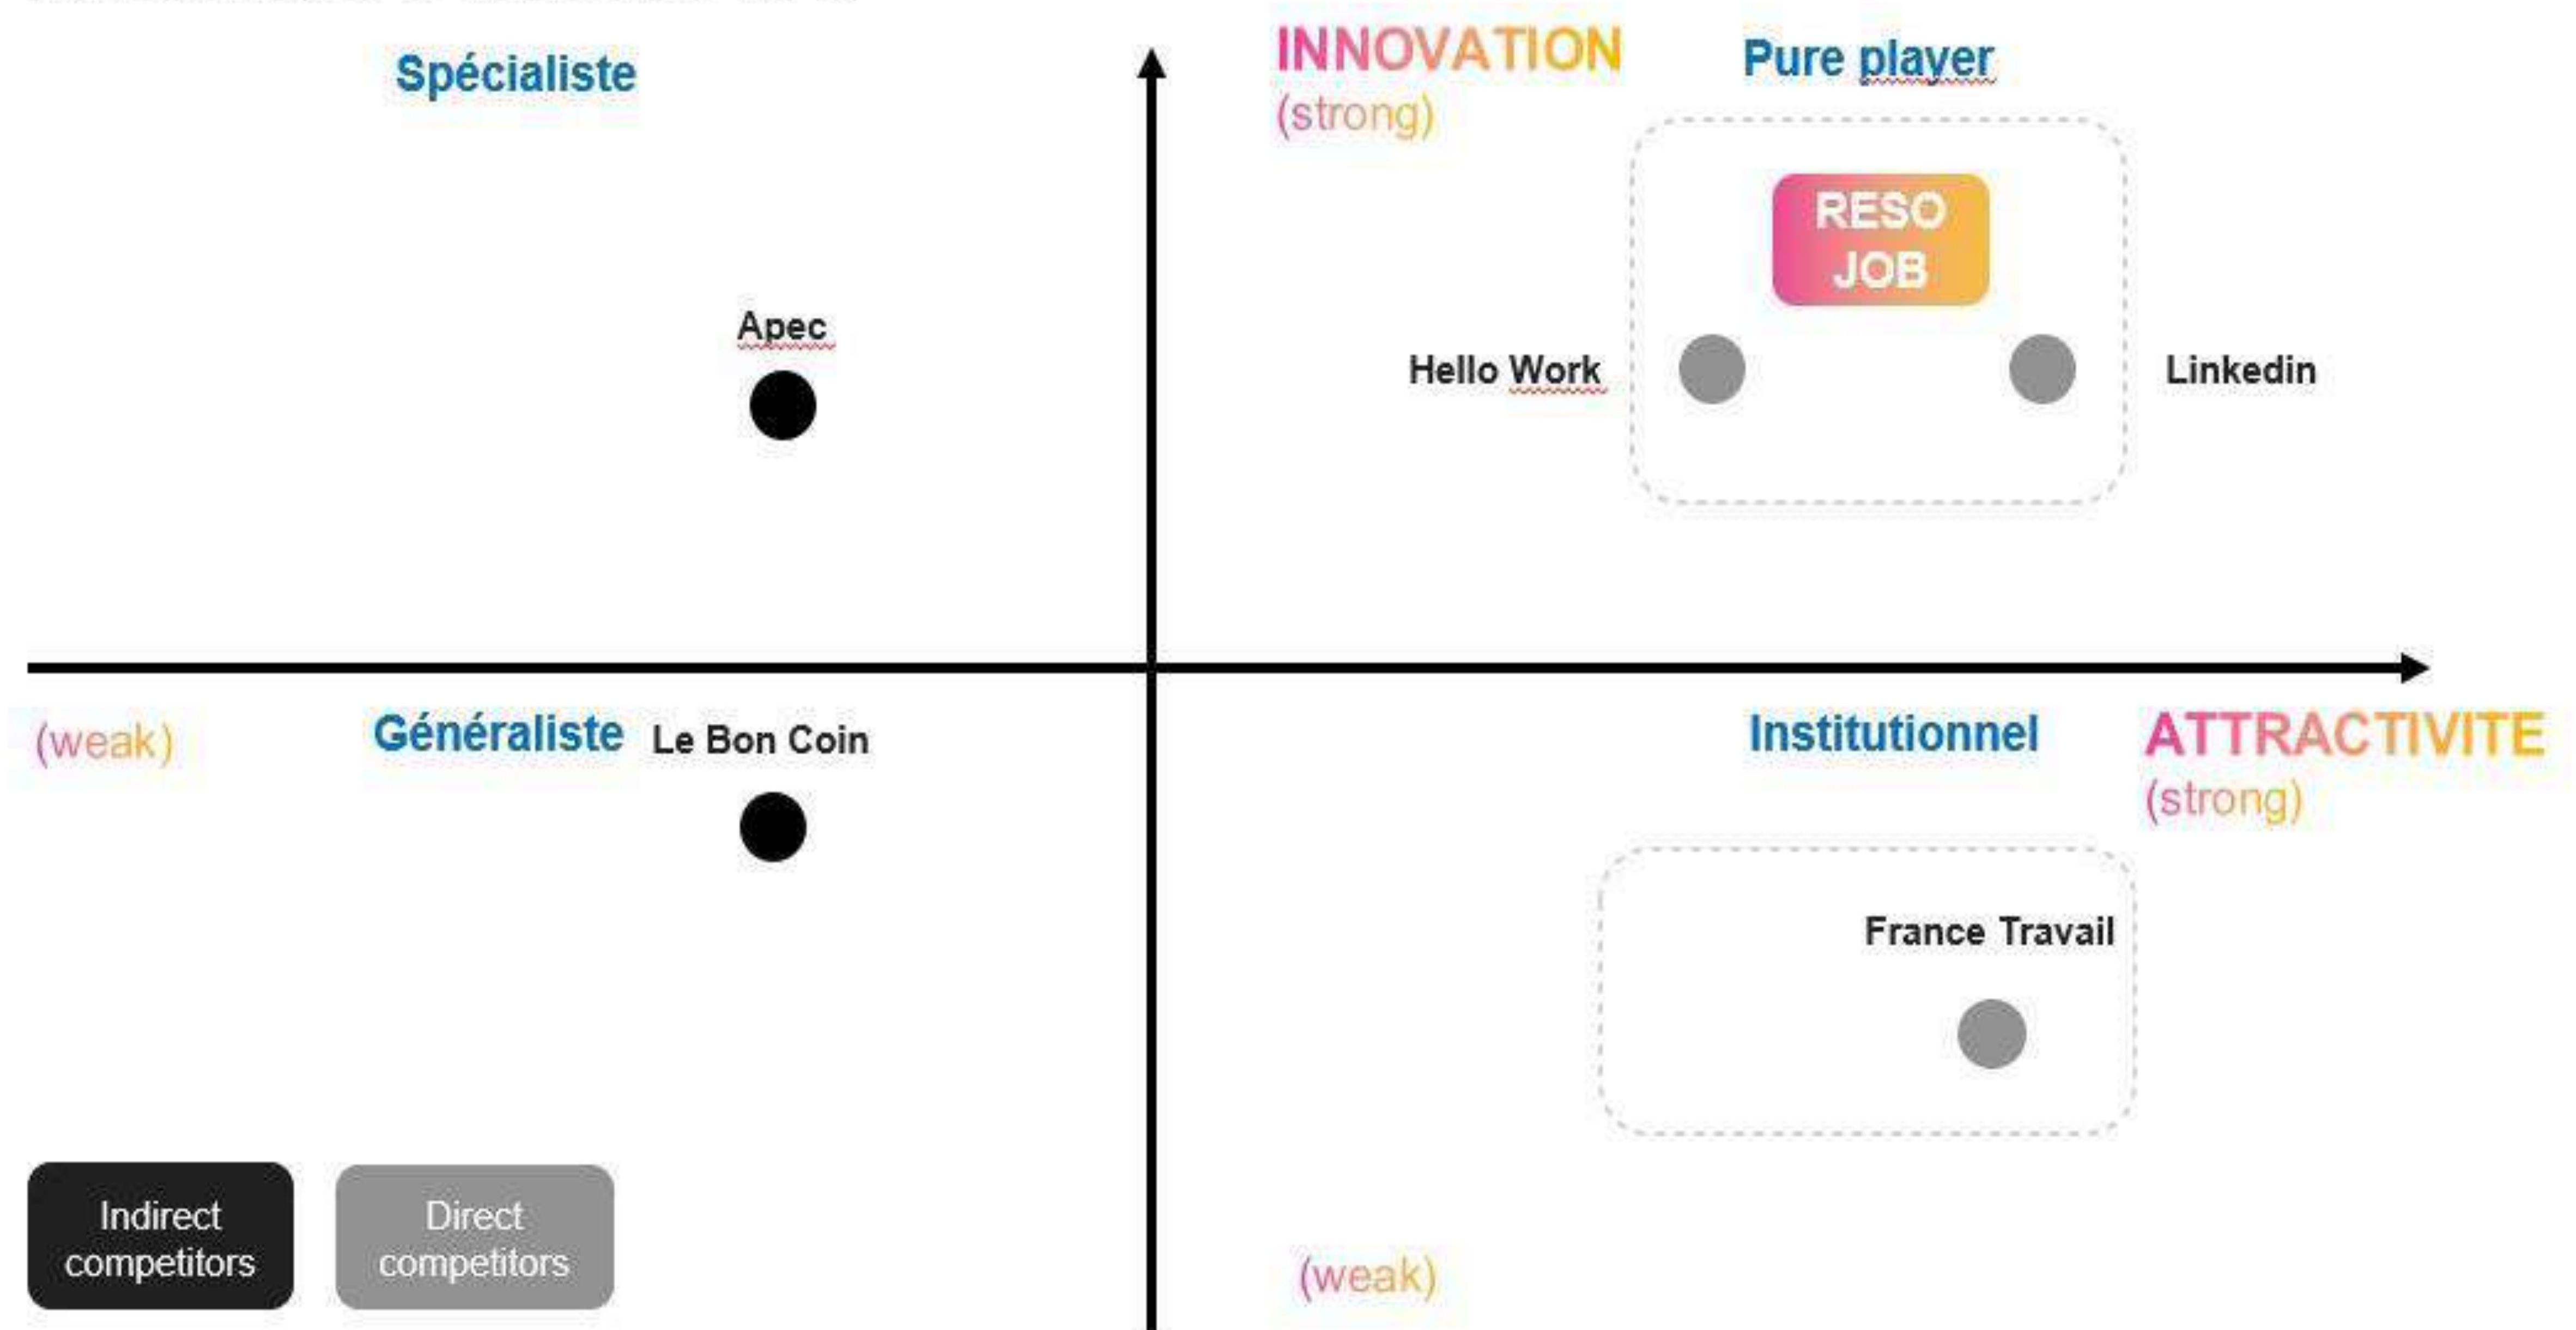 INNOVATION
(strong)
Spécialiste
Pure player
RESO
JOB
Apec
Hello Work
Linkedin
(weak)
Généraliste
Le Bon Coin
Institutionnel
ATTRACTIVITE
(strong)
France Travail
Indirect
competitors
Direct
competitors
(weak)